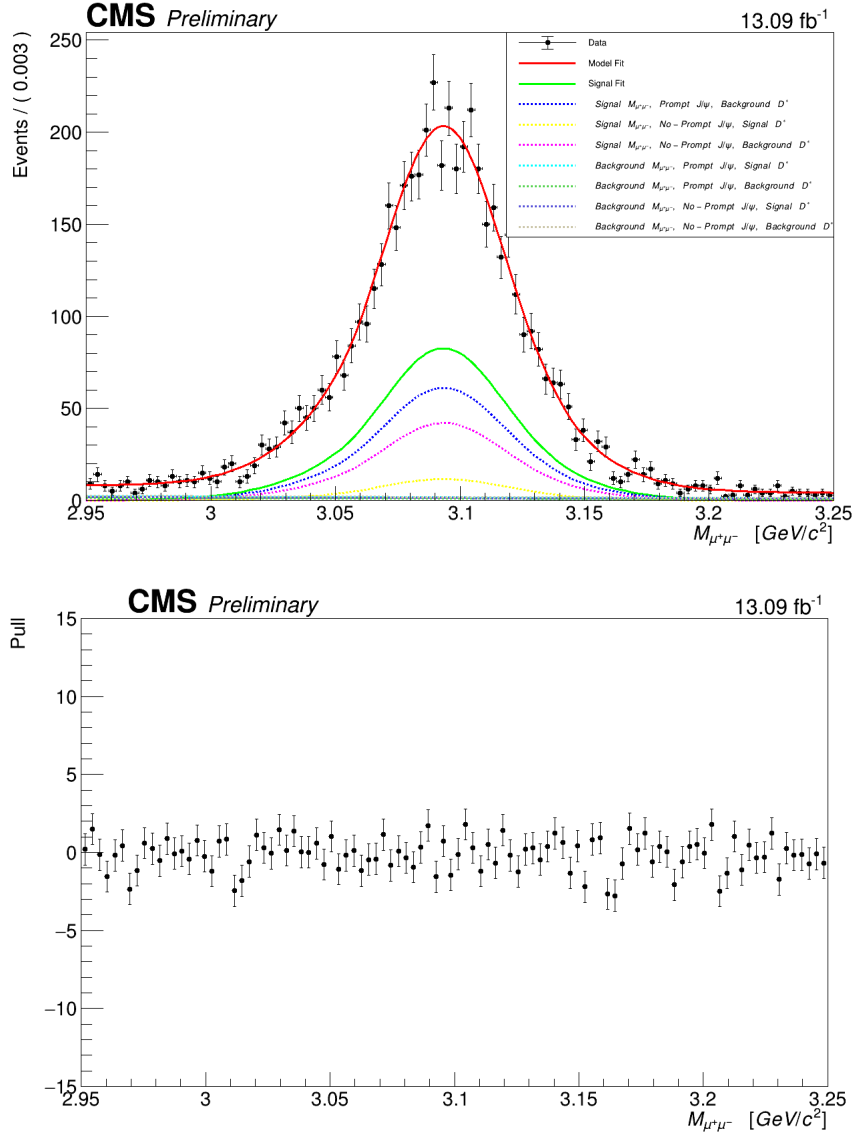 CMS Preliminary 13.09 fb-1
Events / ( 0.003 )
250
200
150
100
50
0
Data
Model Fit
Signal Fit
Signal Mμ+μ-, Prompt J/ψ, Background D*
Signal Mμ+μ-, No-Prompt J/ψ, Signal D*
Signal Mμ+μ-, No-Prompt J/ψ, Background D*
Background Mμ+μ-, Prompt J/ψ, Signal D*
Background Mμ+μ-, Prompt J/ψ, Background D*
Background Mμ+μ-, No-Prompt J/ψ, Signal D*
Background Mμ+μ-, No-Prompt J/ψ, Background D*
2.95 3 3.05 3.1 3.15 3.2 3.25
Mμ+μ- [GeV/c2]
CMS Preliminary 13.09 fb-1
Pull
15
10
5
0
−5
−10
−15
2.95 3 3.05 3.1 3.15 3.2 3.25
Mμ+μ- [GeV/c2]